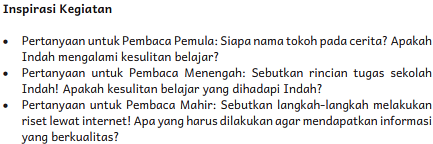 Inspirasi Kegiatan
• Pertanyaan untuk Pembaca Pemula: Siapa nama tokoh pada cerita? Apakah
Indah mengalami kesulitan belajar?
• Pertanyaan untuk Pembaca Menengah: Sebutkan rincian tugas sekolah
Indah! Apakah kesulitan belajar yang dihadapi Indah?
• Pertanyaan untuk Pembaca Mahir: Sebutkan langkah-langkah melakukan
riset lewat internet! Apa yang harus dilakukan agar mendapatkan informasi
yang berkualitas?